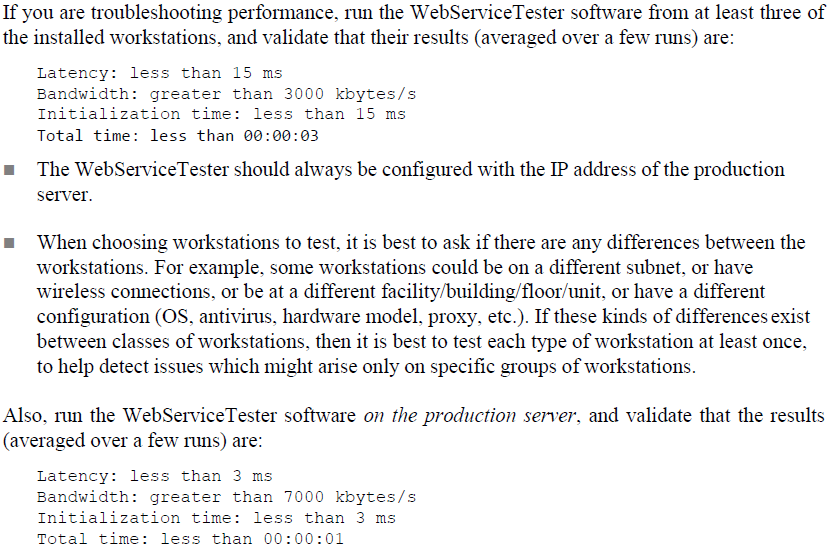 If you are troubleshooting performance, run the WebServiceTester software from at least three of
the installed workstations, and validate that their results (averaged over a few runs) are:
Latency: less than 15 ms
Bandwidth: greater than 3000 kbytes/s
Initialization time: less than 15 ms
Total time: less than 00:00:03
■ The WebServiceTester should always be configured with the IP address of the production
server.
■ When choosing workstations to test, it is best to ask if there are any differences between the
workstations. For example, some workstations could be on a different subnet, or have
wireless connections, or be at a different facility/building/floor/unit, or have a different
configuration (OS, antivirus, hardware model, proxy, etc.). If these kinds of differences exist
between classes of workstations, then it is best to test each type of workstation at least once,
to help detect issues which might arise only on specific groups of workstations.
Also, run the WebServiceTester software on the production server, and validate that the results
(averaged over a few runs) are:
Latency: less than 3 ms
Bandwidth: greater than 7000 kbytes/s
Initialization time: less than 3 ms
Total time: less than 00:00:01